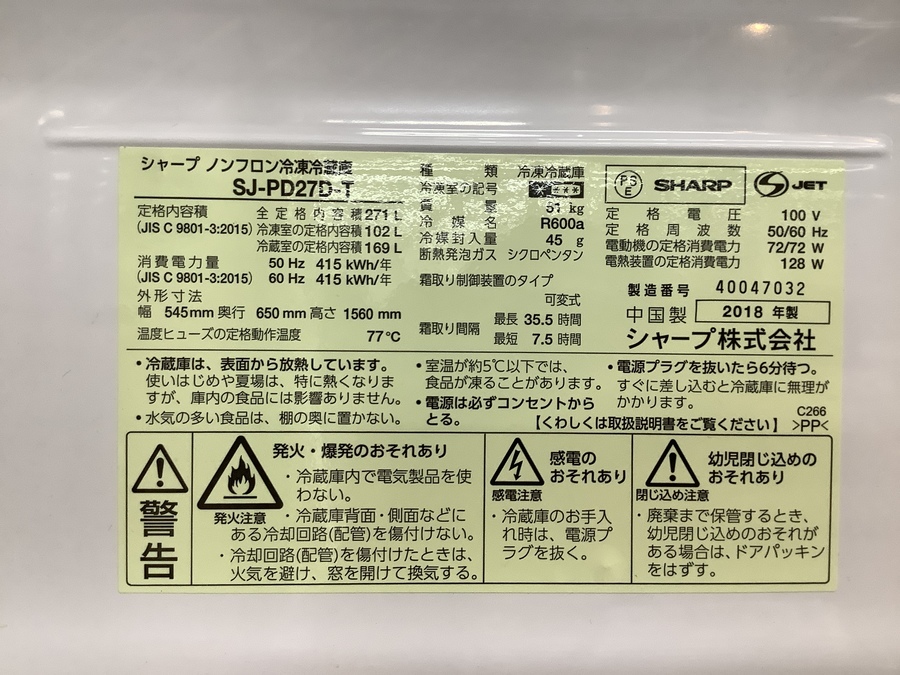 シャープ ノンフロン冷凍冷蔵庫
SJ-PD27D-T
定格内容積 全定格内容積 271 L
(JIS C 9801-3:2015) 冷凍室の定格内容積 102 L
冷蔵室の定格内容積 169 L
消費電力量 50 Hz 415 kWh/年
(JIS C 9801-3:2015) 60 Hz 415 kWh/年
外形寸法
幅 545mm 奥行 650 mm 高さ 1560 mm
温度ヒューズの定格動作温度 77℃
種類 冷凍冷蔵庫
冷凍室の記号 ****
質量 51 kg
冷媒名 R600a
冷媒封入量 45 g
断熱発泡ガス シクロペンタン
霜取り制御装置のタイプ
可変式
霜取り間隔 最長 35.5 時間
最短 7.5 時間
PS E SHARP S JET
定格電圧 100 V
定格周波数 50/60 Hz
電動機の定格消費電力 72/72 W
電熱装置の定格消費電力 128 W
製造番号 40047032
中国製 2018 年製
シャープ株式会社
・冷蔵庫は、表面から放熱しています。
使いはじめや夏場は、特に熱くなりま
すが、庫内の食品には影響ありません。
・水気の多い食品は、棚の奥に置かない。
・室温が約5℃以下では、
食品が凍ることがあります。
・電源は必ずコンセントから
とる。
・電源プラグを抜いたら6分待つ。
すぐに差し込むと冷蔵庫に無理が
かかります。
【くわしくは取扱説明書をご覧ください】
C266
>PP<
警告
発火・爆発のおそれあり
発火注意
・冷蔵庫内で電気製品を使
わない。
・冷蔵庫背面・側面などに
ある冷却回路(配管)を傷付けない。
・冷却回路(配管)を傷付けたときは、
火気を避け、窓を開けて換気する。
感電の
おそれあり
感電注意
・冷蔵庫のお手入
れ時は、電源プ
ラグを抜く。
幼児閉じ込めの
おそれあり
閉じ込め注意
・廃棄まで保管するとき、
幼児閉じ込めのおそれが
ある場合は、ドアパッキン
をはずす。